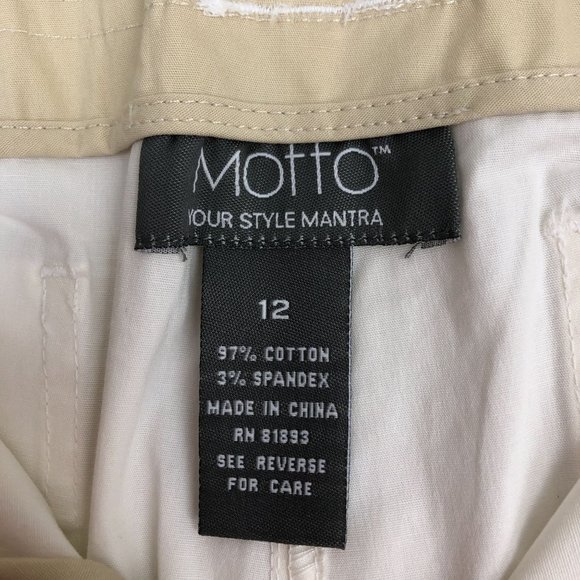 Motto™
YOUR STYLE MANTRA
12
97% COTTON
3% SPANDEX
MADE IN CHINA
RN 81893
SEE REVERSE
FOR CARE